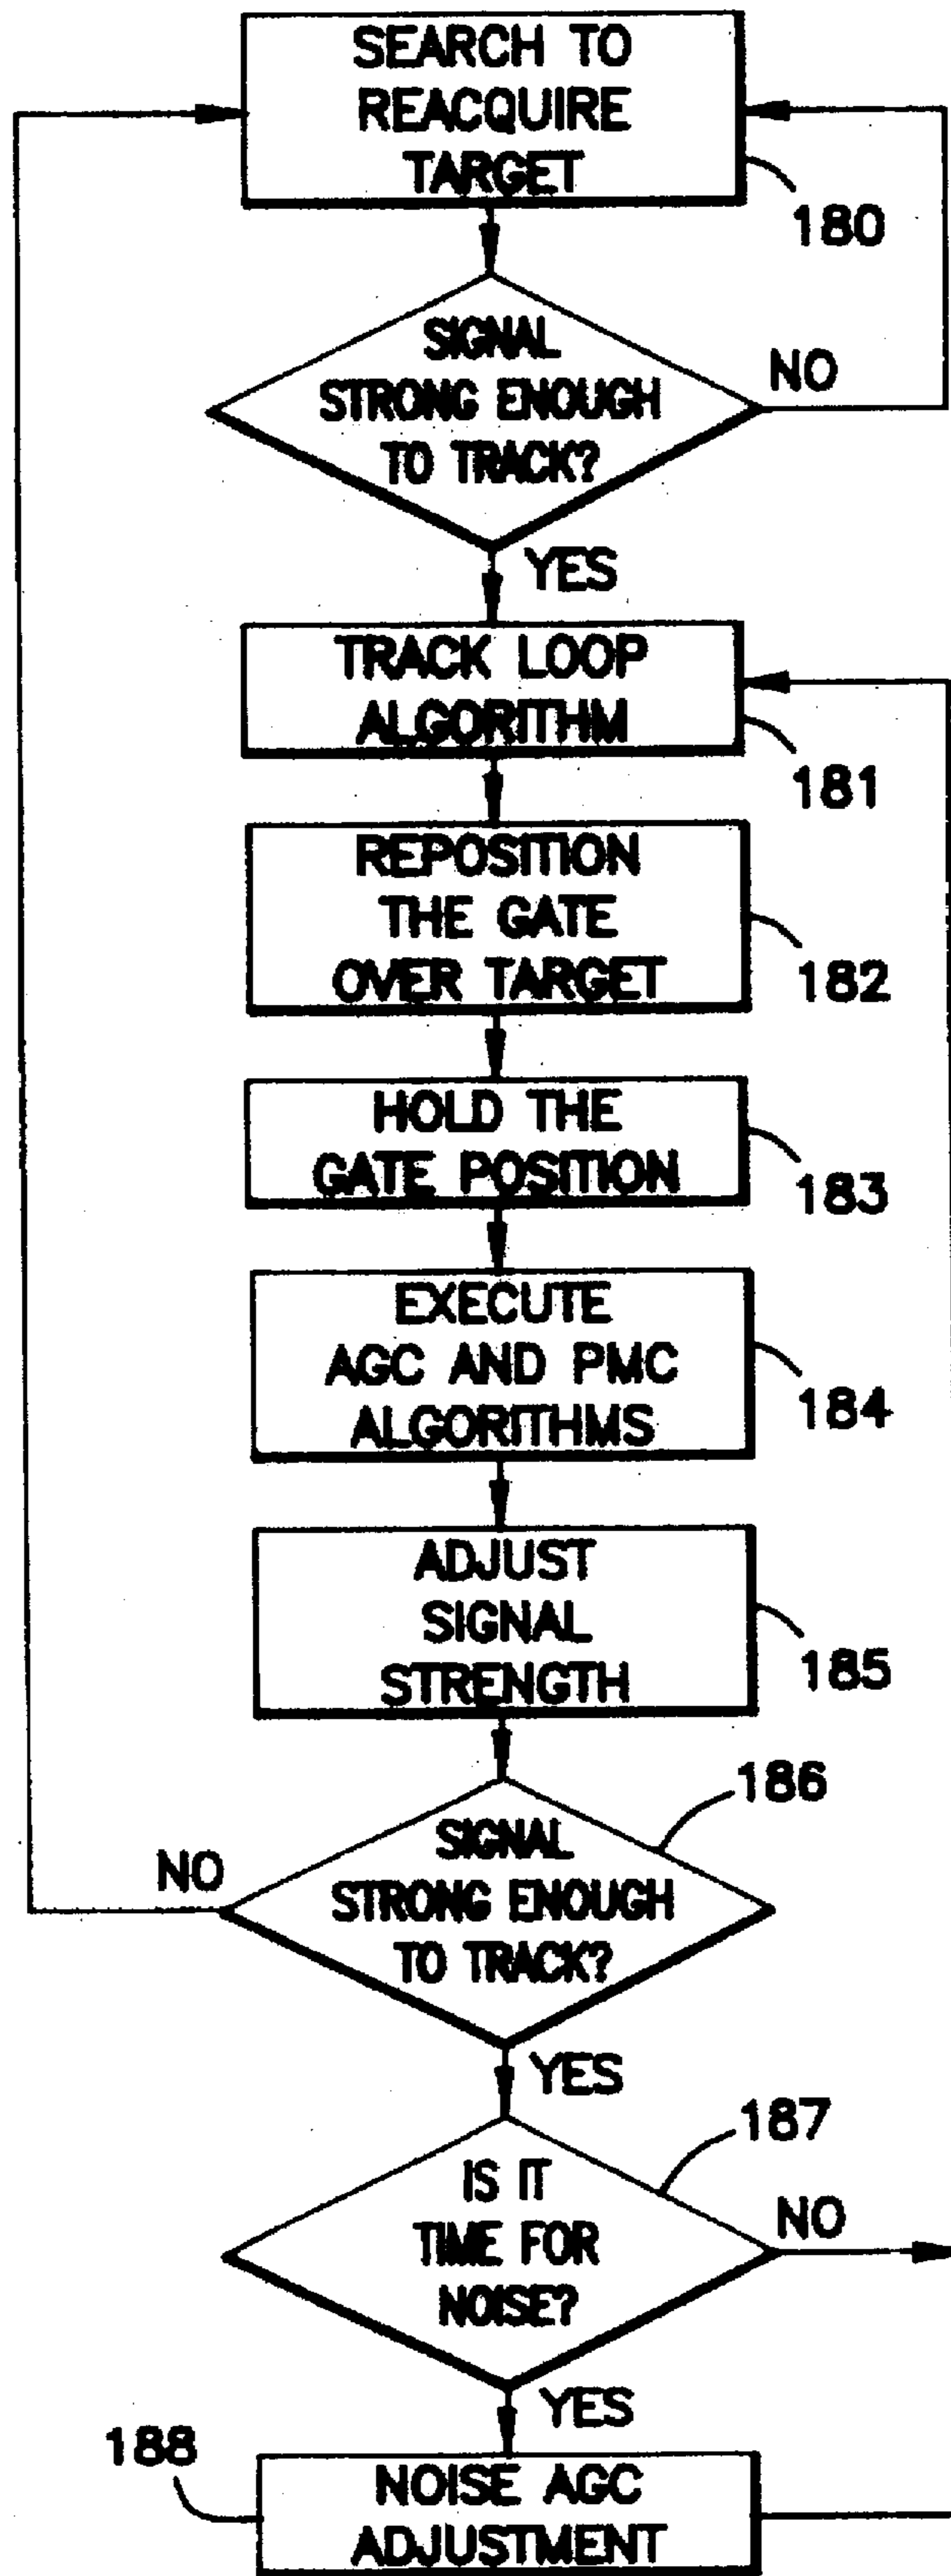 SEARCH TO
REACQUIRE
TARGET
180
SIGNAL
STRONG ENOUGH
TO TRACK?
NO
YES
TRACK LOOP
ALGORITHM
181
REPOSITION
THE GATE
OVER TARGET
182
HOLD THE
GATE POSITION
183
EXECUTE
AGC AND PMC
ALGORITHMS
184
ADJUST
SIGNAL
STRENGTH
185
186
SIGNAL
STRONG ENOUGH
TO TRACK?
NO
YES
187
IS IT
TIME FOR
NOISE?
NO
YES
188
NOISE AGC
ADJUSTMENT